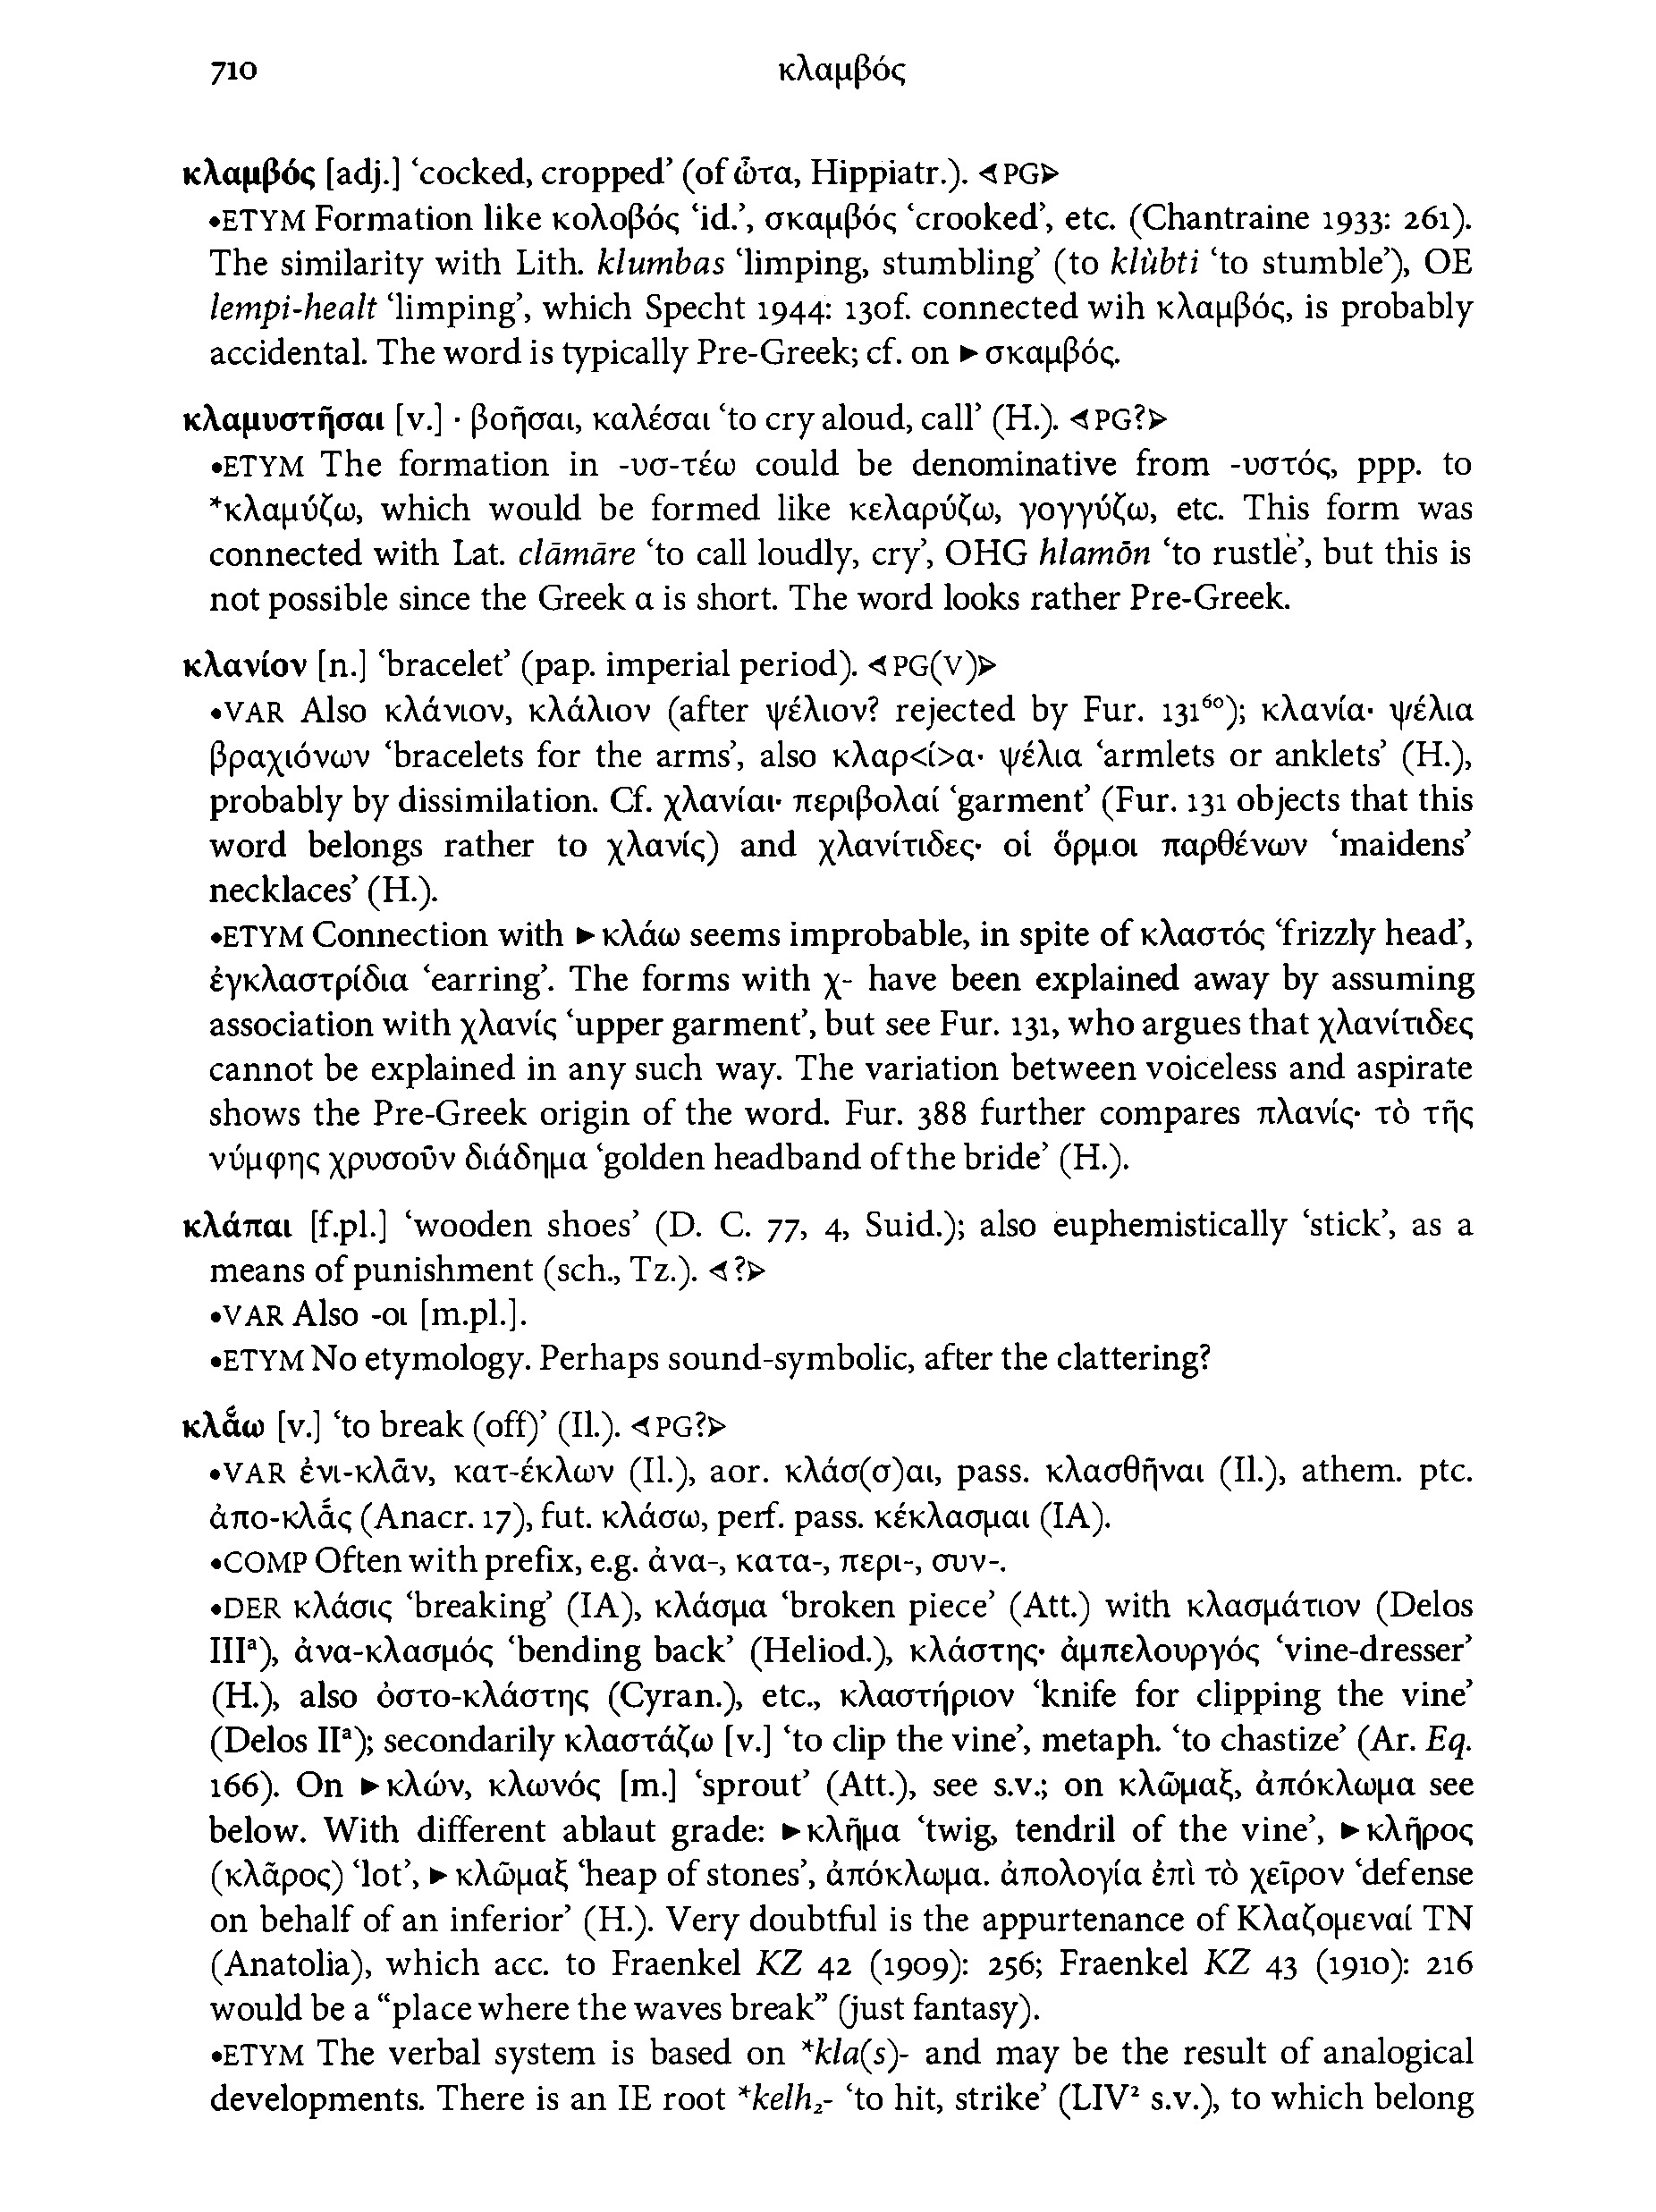 710 κλαμβός
κλαμβός [adj.] ‘cocked, cropped’ (of ὦτα, Hippiatr.). ⊲PG⊳
•ETYM Formation like κολοβός ‘id.’, σκαμβός ‘crooked’, etc. (Chantraine 1933: 261).
The similarity with Lith. klumbas ‘limping, stumbling’ (to klùbti ‘to stumble’), OE
lempi-healt ‘limping’, which Specht 1944: 130f. connected wih κλαμβός, is probably
accidental. The word is typically Pre-Greek; cf. on ►σκαμβός.
κλαμυστῆσαι [v.] · βοῆσαι, καλέσαι ‘to cry aloud, call’ (H.). ⊲PG?⊳
•ETYM The formation in -υσ-τέω could be denominative from -υστός, ppp. to
*κλαμύζω, which would be formed like κελαρύζω, γογγύζω, etc. This form was
connected with Lat. clāmāre ‘to call loudly, cry’, OHG hlamōn ‘to rustle’, but this is
not possible since the Greek α is short. The word looks rather Pre-Greek.
κλανίον [n.] ‘bracelet’ (pap. imperial period). ⊲PG(V)⊳
•VAR Also κλάνιον, κλάλιον (after ψέλιον? rejected by Fur. 131⁶⁰); κλανία· ψέλια
βραχιόνων ‘bracelets for the arms’, also κλαρ<ί>α· ψέλια ‘armlets or anklets’ (H.),
probably by dissimilation. Cf. χλανίαι· περιβολαί ‘garment’ (Fur. 131 objects that this
word belongs rather to χλανίς) and χλανίτιδες· οἱ ὅρμοι παρθένων ‘maidens’
necklaces’ (H.).
•ETYM Connection with ►κλάω seems improbable, in spite of κλαστός ‘frizzly head’,
ἐγκλαστρίδια ‘earring’. The forms with χ- have been explained away by assuming
association with χλανίς ‘upper garment’, but see Fur. 131, who argues that χλανίτιδες
cannot be explained in any such way. The variation between voiceless and aspirate
shows the Pre-Greek origin of the word. Fur. 388 further compares πλανίς· τὸ τῆς
νύμφης χρυσοῦν διάδημα ‘golden headband of the bride’ (H.).
κλάπαι [f.pl.] ‘wooden shoes’ (D. C. 77, 4, Suid.); also euphemistically ‘stick’, as a
means of punishment (sch., Tz.). ⊲?⊳
•VAR Also -οι [m.pl.].
•ETYM No etymology. Perhaps sound-symbolic, after the clattering?
κλᾰ́ω [v.] ‘to break (off)’ (Il.). ⊲PG?⊳
•VAR ἐνι-κλᾶν, κατ-έκλων (Il.), aor. κλάσ(σ)αι, pass. κλασθῆναι (Il.), athem. ptc.
ἀπο-κλᾱ́ς (Anacr. 17), fut. κλάσω, perf. pass. κέκλασμαι (IA).
•COMP Often with prefix, e.g. ἀνα-, κατα-, περι-, συν-.
•DER κλάσις ‘breaking’ (IA), κλάσμα ‘broken piece’ (Att.) with κλασμάτιον (Delos
IIIᵃ), ἀνα-κλασμός ‘bending back’ (Heliod.), κλάστης· ἀμπελουργός ‘vine-dresser’
(H.), also ὀστο-κλάστης (Cyran.), etc., κλαστήριον ‘knife for clipping the vine’
(Delos IIᵃ); secondarily κλαστάζω [v.] ‘to clip the vine’, metaph. ‘to chastize’ (Ar. Eq.
166). On ►κλών, κλωνός [m.] ‘sprout’ (Att.), see s.v.; on κλῶμαξ, ἀπόκλωμα see
below. With different ablaut grade: ►κλῆμα ‘twig, tendril of the vine’, ►κλῆρος
(κλᾶρος) ‘lot’, ►κλῶμαξ ‘heap of stones’, ἀπόκλωμα. ἀπολογία ἐπὶ τὸ χεῖρον ‘defense
on behalf of an inferior’ (H.). Very doubtful is the appurtenance of Κλαζομεναί TN
(Anatolia), which acc. to Fraenkel KZ 42 (1909): 256; Fraenkel KZ 43 (1910): 216
would be a “place where the waves break” (just fantasy).
•ETYM The verbal system is based on *kla(s)- and may be the result of analogical
developments. There is an IE root *kelh₂- ‘to hit, strike’ (LIV² s.v.), to which belong